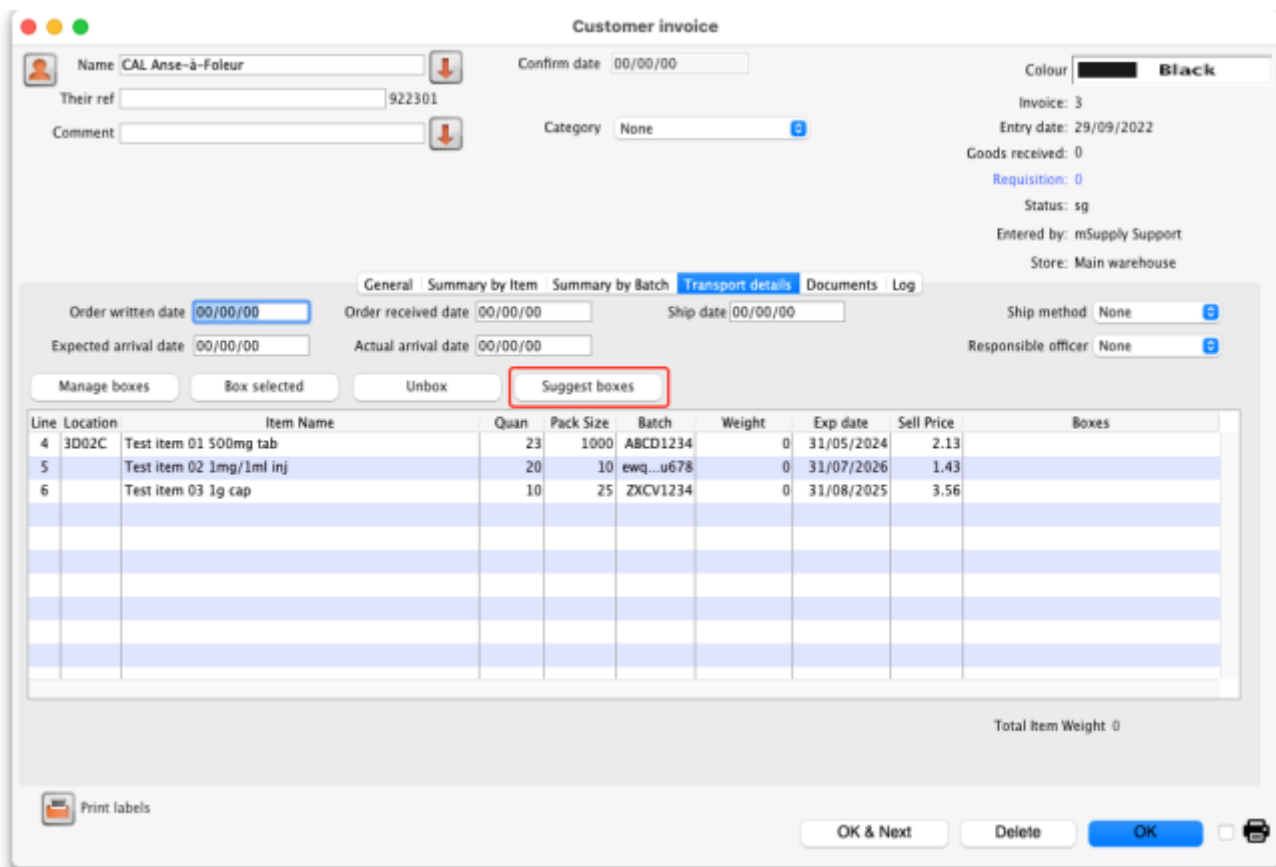 Customer invoice
Name CAL Anse-à-Foleur Confirm date 00/00/00 Colour Black
Their ref 922301 Invoice: 3
Comment Category None Entry date: 29/09/2022
Goods received: 0
Requisition: 0
Status: sg
Entered by: mSupply Support
Store: Main warehouse
General Summary by Item Summary by Batch Transport details Documents Log
Order written date 00/00/00 Order received date 00/00/00 Ship date 00/00/00 Ship method None
Expected arrival date 00/00/00 Actual arrival date 00/00/00 Responsible officer None
Manage boxes Box selected Unbox Suggest boxes
Line Location Item Name Quan Pack Size Batch Weight Exp date Sell Price Boxes
4 3D02C Test item 01 500mg tab 23 1000 ABCD1234 0 31/05/2024 2.13
5 Test item 02 1mg/1ml inj 20 10 ewq...u678 0 31/07/2026 1.43
6 Test item 03 1g cap 10 25 ZXCV1234 0 31/08/2025 3.56
Total Item Weight 0
Print labels
OK & Next Delete OK